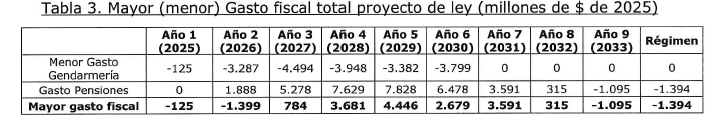 Tabla 3. Mayor (menor) Gasto fiscal total proyecto de ley (millones de $ de 2025)
Año 1 (2025) Año 2 (2026) Año 3 (2027) Año 4 (2028) Año 5 (2029) Año 6 (2030) Año 7 (2031) Año 8 (2032) Año 9 (2033) Régimen
Menor Gasto Gendarmería -125 -3.287 -4.494 -3.948 -3.382 -3.799 0 0 0 0
Gasto Pensiones 0 1.888 5.278 7.629 7.828 6.478 3.591 315 -1.095 -1.394
Mayor gasto fiscal -125 -1.399 784 3.681 4.446 2.679 3.591 315 -1.095 -1.394